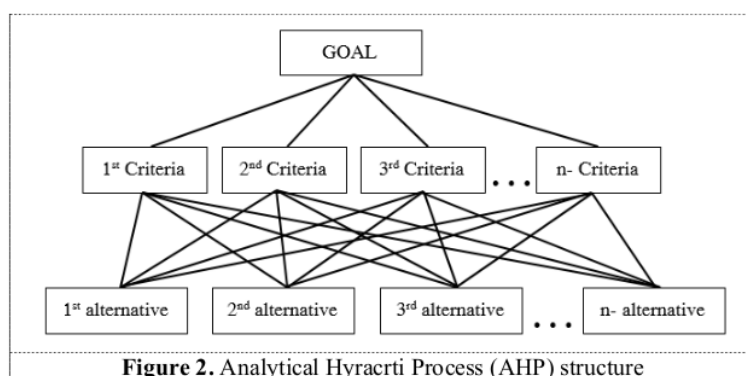 GOAL
1st Criteria 2nd Criteria 3rd Criteria ... n- Criteria
1st alternative 2nd alternative 3rd alternative ... n- alternative
Figure 2. Analytical Hyracrti Process (AHP) structure